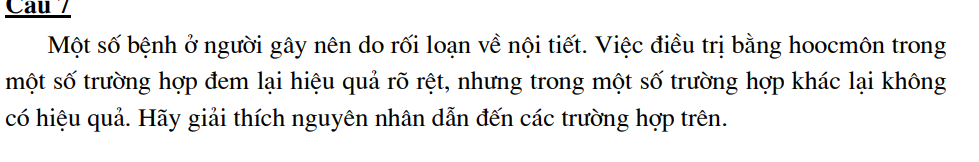 Câu 7
Một số bệnh ở người gây nên do rối loạn về nội tiết. Việc điều trị bằng hoocmôn trong
một số trường hợp đem lại hiệu quả rõ rệt, nhưng trong một số trường hợp khác lại không
có hiệu quả. Hãy giải thích nguyên nhân dẫn đến các trường hợp trên.